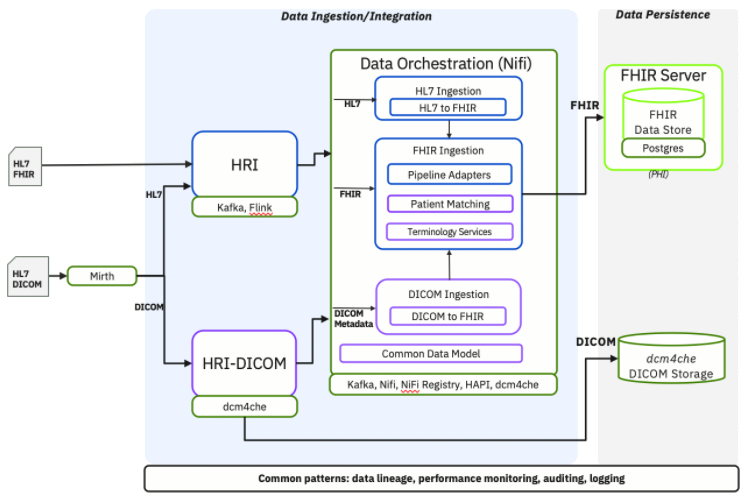 Data Ingestion/Integration
Data Persistence
Data Orchestration (Nifi)
HL7 Ingestion
HL7 to FHIR
HL7
FHIR Ingestion
Pipeline Adapters
Patient Matching
Terminology Services
FHIR
DICOM Ingestion
DICOM to FHIR
DICOM
Metadata
Common Data Model
Kafka, Nifi, NiFi Registry, HAPI, dcm4che
HL7
FHIR
HRI
Kafka, Flink
HL7
HL7
DICOM
Mirth
DICOM
HRI-DICOM
dcm4che
FHIR
FHIR Server
FHIR
Data Store
Postgres
(PHI)
DICOM
dcm4che
DICOM Storage
Common patterns: data lineage, performance monitoring, auditing, logging